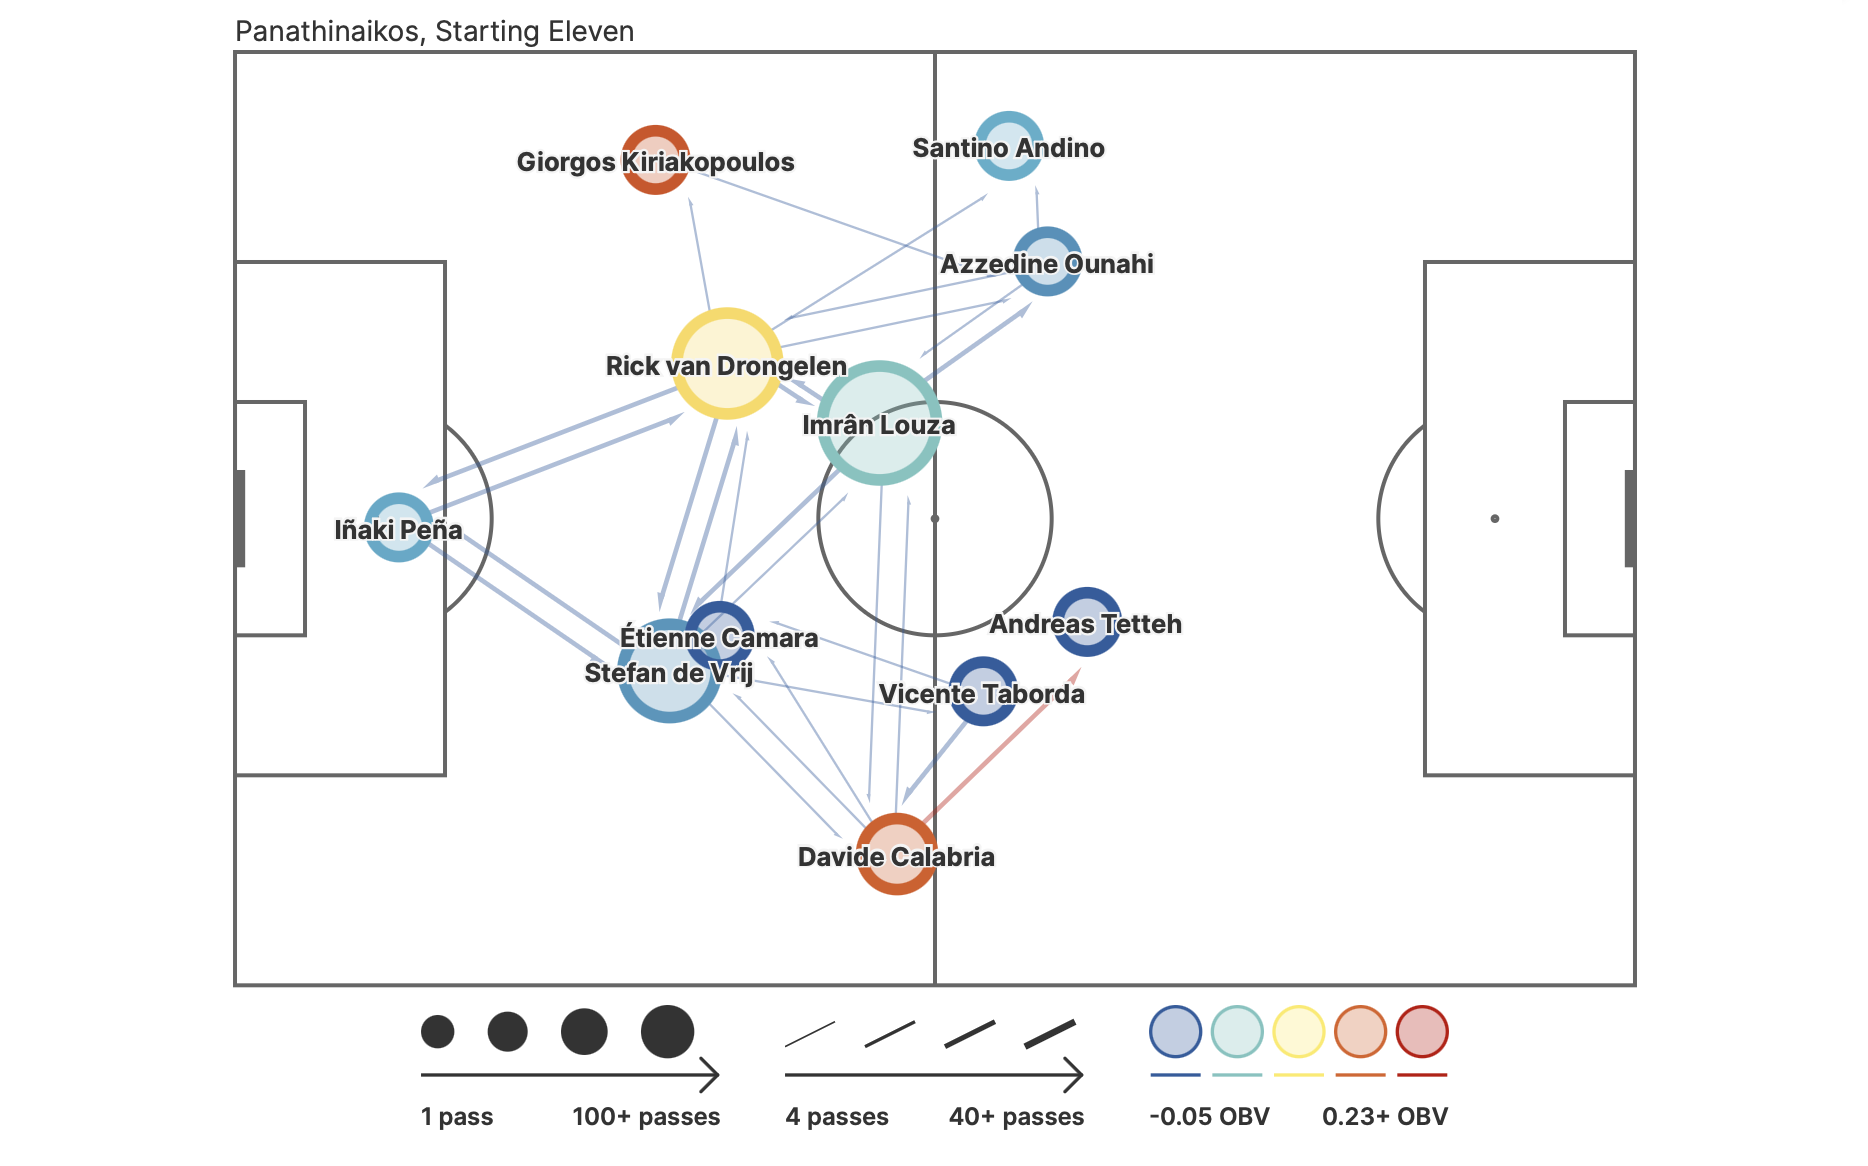 Panathinaikos, Starting Eleven
Giorgos Kiriakopoulos
Santino Andino
Azzedine Ounahi
Rick van Drongelen
Imrân Louza
Iñaki Peña
Étienne Camara
Andreas Tetteh
Stefan de Vrij
Vicente Taborda
Davide Calabria
1 pass
100+ passes
4 passes
40+ passes
-0.05 OBV
0.23+ OBV